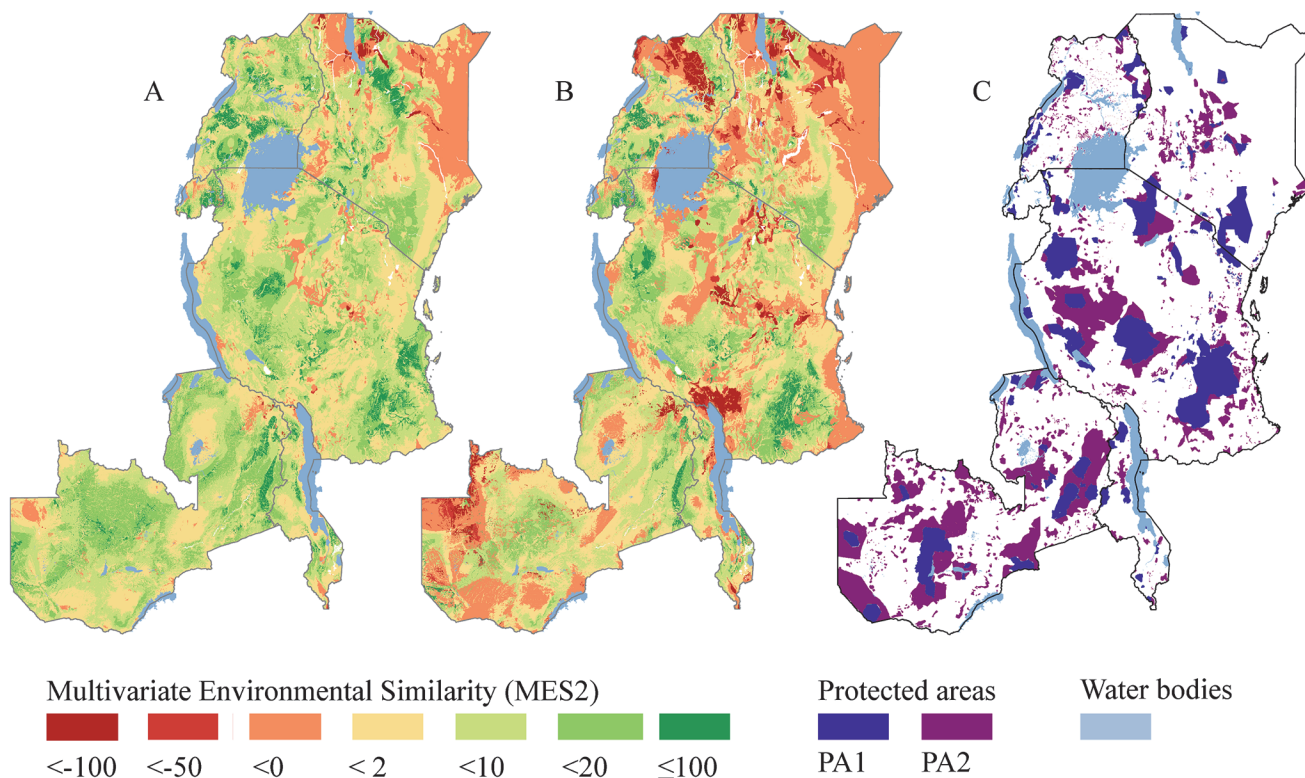 A
B
C
Multivariate Environmental Similarity (MES2)
Protected areas
Water bodies
<-100
<-50
<0
< 2
<10
<20
≤100
PA1
PA2